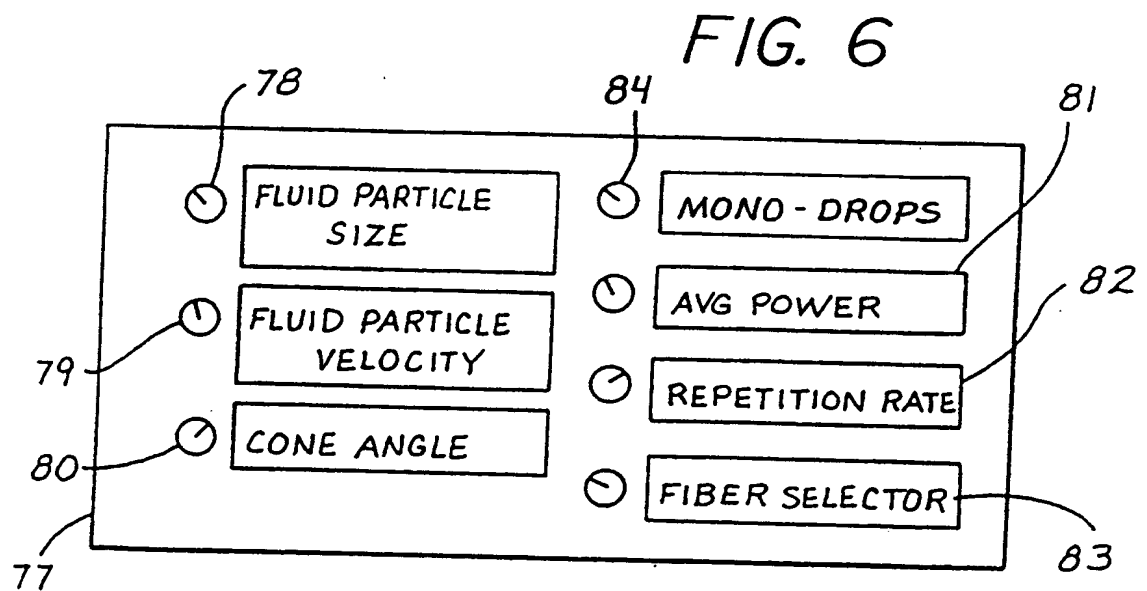 FIG. 6
78
84
81
FLUID PARTICLE
SIZE
MONO-DROPS
AVG POWER
82
79
FLUID PARTICLE
VELOCITY
REPETITION RATE
80
CONE ANGLE
FIBER SELECTOR
77
83